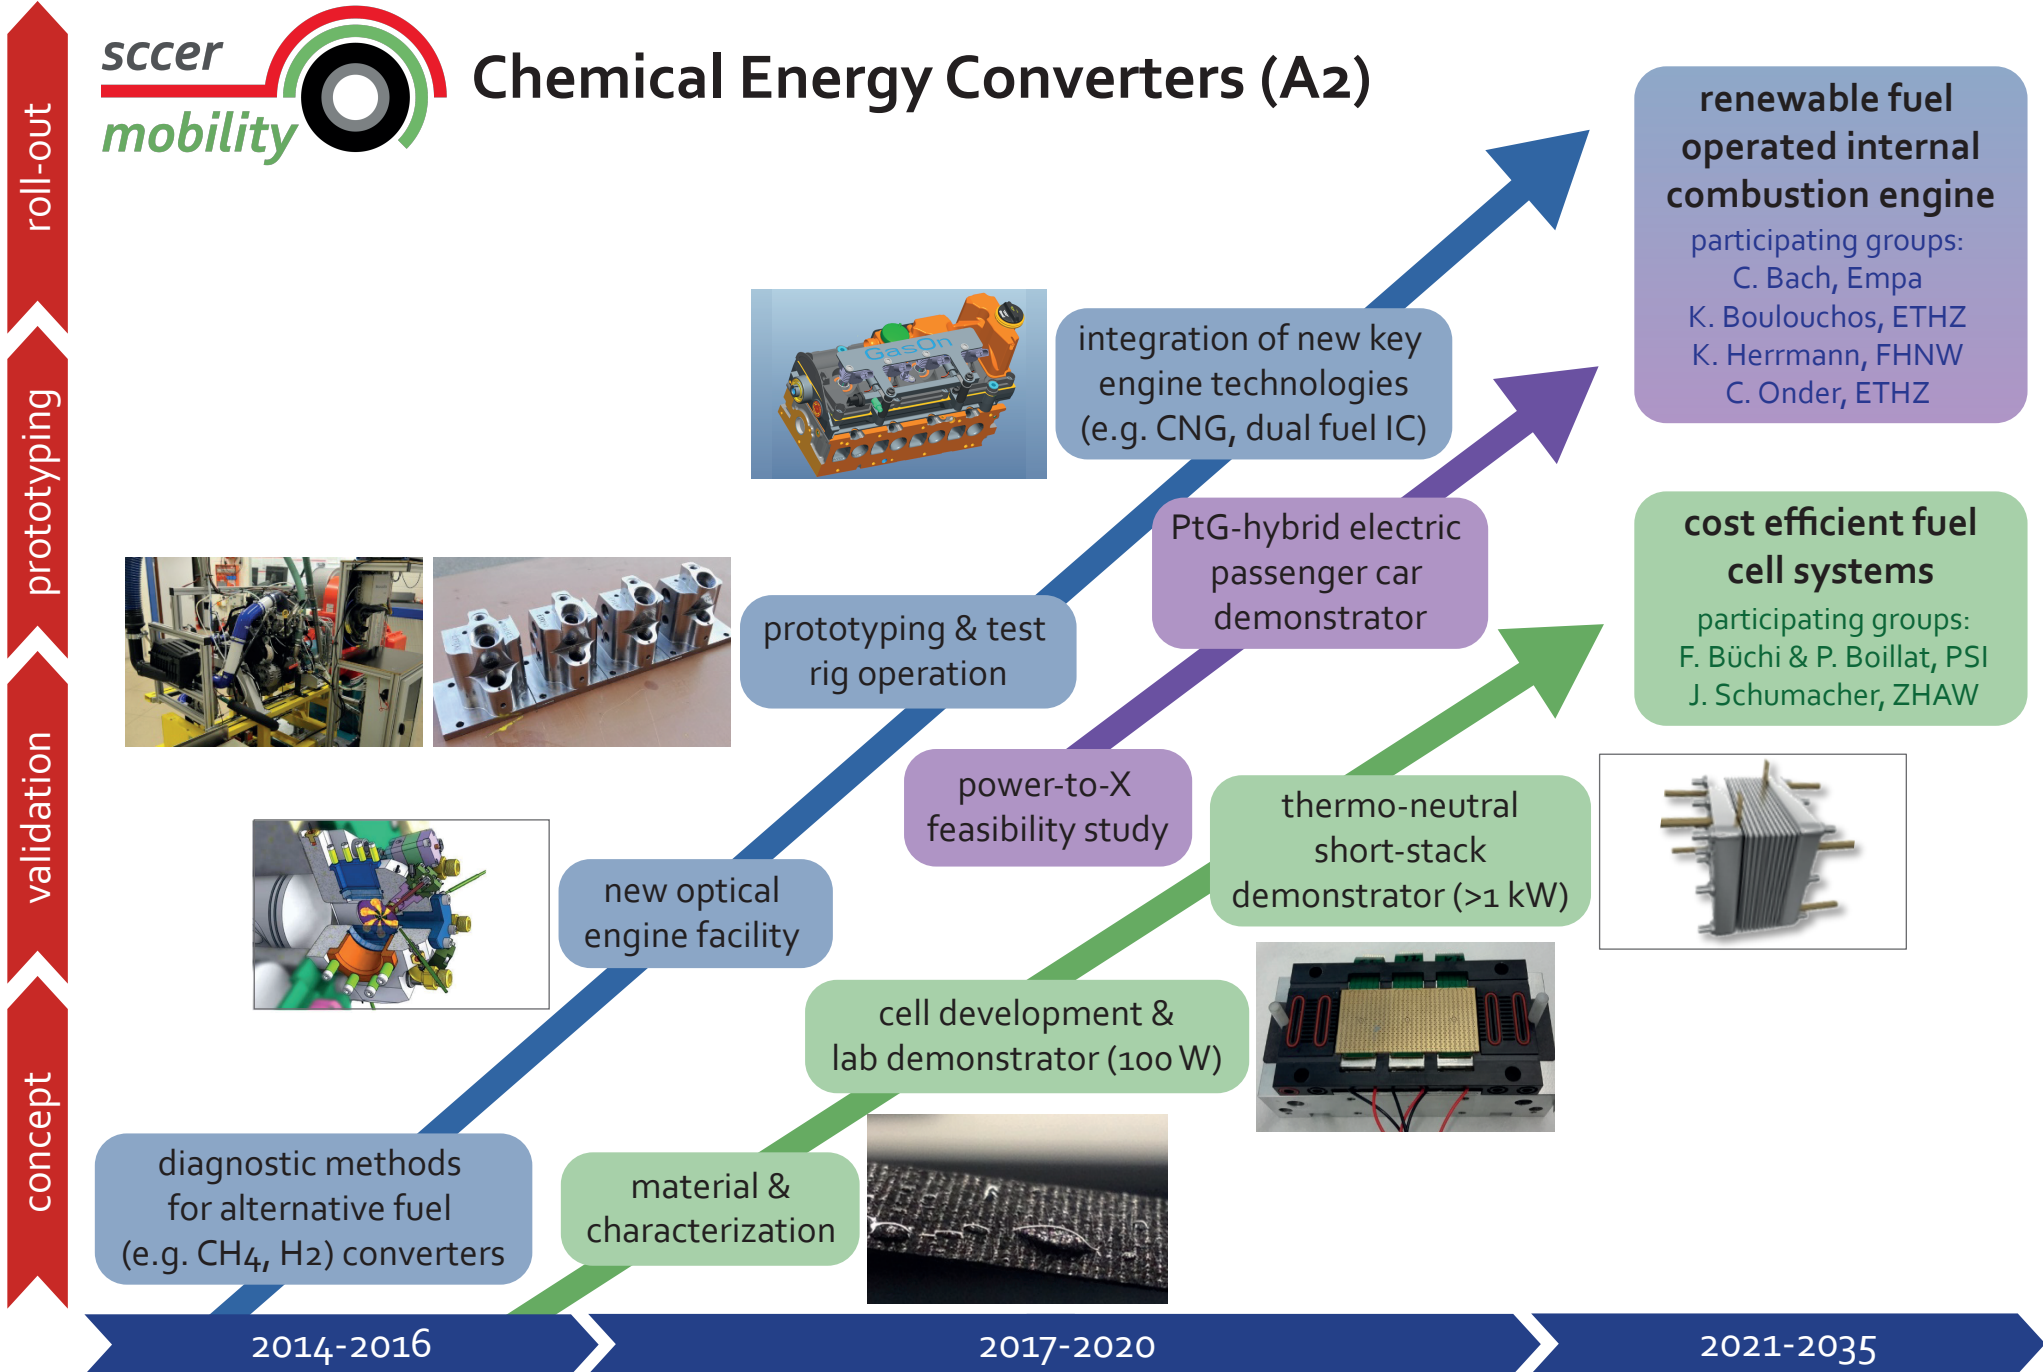 sccer
mobility
Chemical Energy Converters (A2)
roll-out
prototyping
validation
concept
renewable fuel
operated internal
combustion engine
participating groups:
C. Bach, Empa
K. Boulouchos, ETHZ
K. Herrmann, FHNW
C. Onder, ETHZ
GasOn
integration of new key
engine technologies
(e.g. CNG, dual fuel IC)
PtG-hybrid electric
passenger car
demonstrator
cost efficient fuel
cell systems
participating groups:
F. Büchi & P. Boillat, PSI
J. Schumacher, ZHAW
prototyping & test
rig operation
power-to-X
feasibility study
thermo-neutral
short-stack
demonstrator (>1 kW)
new optical
engine facility
cell development &
lab demonstrator (100 W)
diagnostic methods
for alternative fuel
(e.g. CH4, H2) converters
material &
characterization
2014-2016
2017-2020
2021-2035